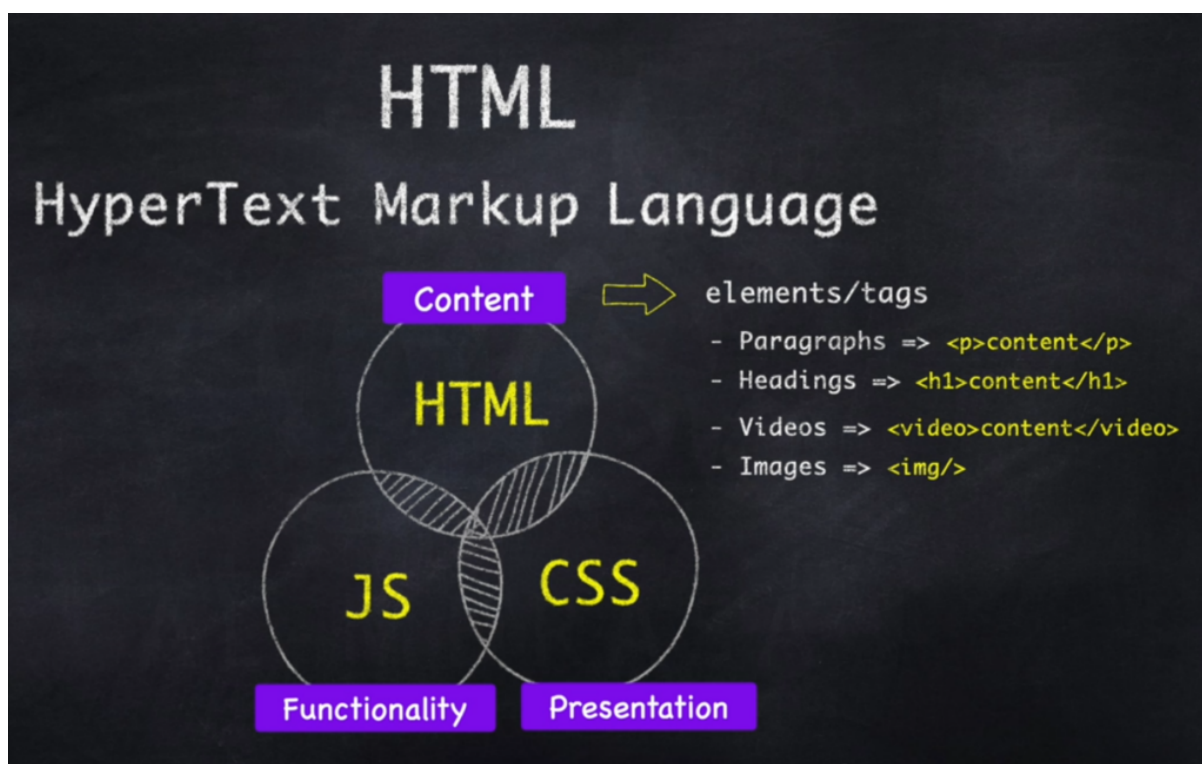 HTML
HyperText Markup Language
Content
elements/tags
- Paragraphs => <p>content</p>
- Headings => <h1>content</h1>
- Videos => <video>content</video>
- Images => <img/>
HTML
JS
CSS
Functionality
Presentation